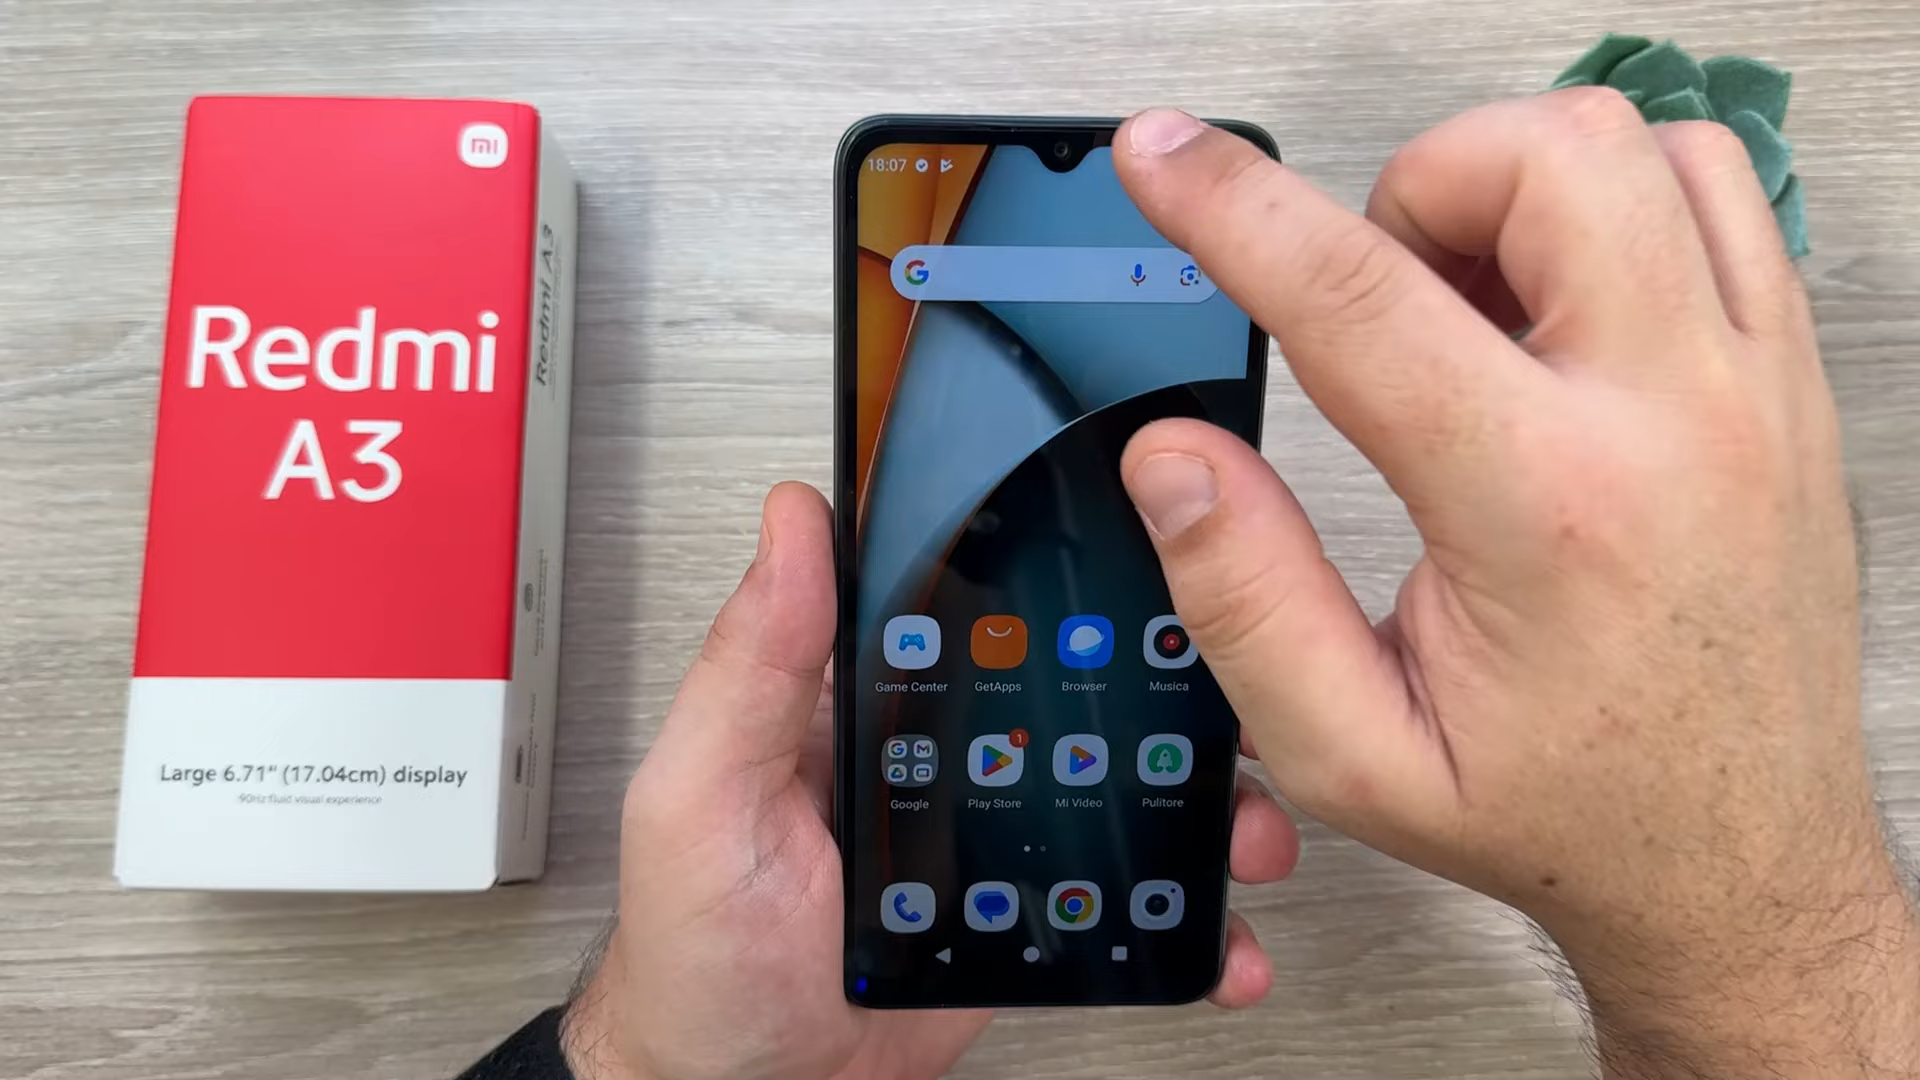 mi
Redmi
A3
Large 6.71" (17.04cm) display
90Hz fluid visual experience
Redmi A3
18:07
Game Center
GetApps
Browser
Musica
Google
Play Store
1
Mi Video
Pulitore